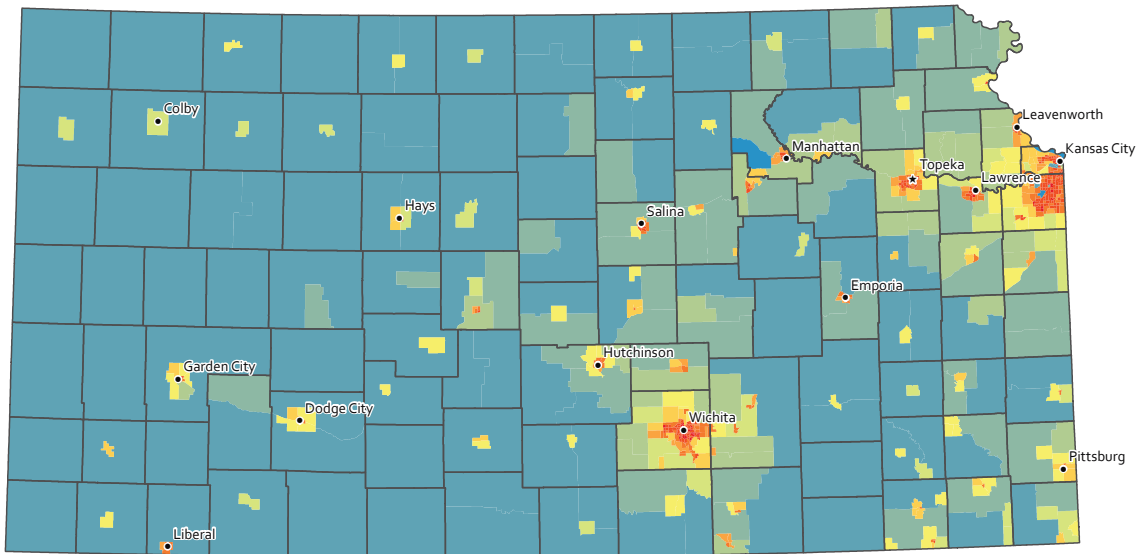 Leavenworth
Colby
Manhattan
Kansas City
Topeka
Lawrence
Hays
Salina
Emporia
Hutchinson
Garden City
Dodge City
Wichita
Pittsburg
Liberal